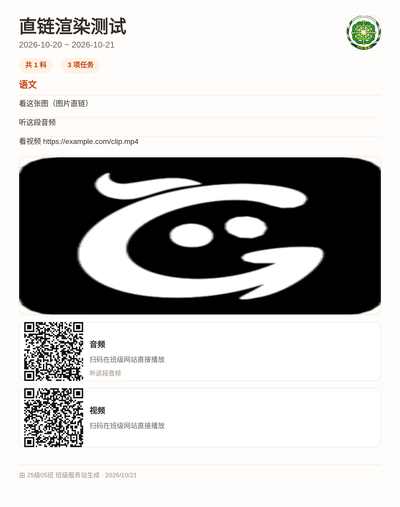 直链渲染测试
2026-10-20 ~ 2026-10-21
共 1 科
3 项任务
语文
看这张图（图片直链）
听这段音频
看视频 https://example.com/clip.mp4
音频
扫码在班级网站直接播放
听这段音频
视频
扫码在班级网站直接播放
由 25级05班 班级服务站生成 · 2026/10/21